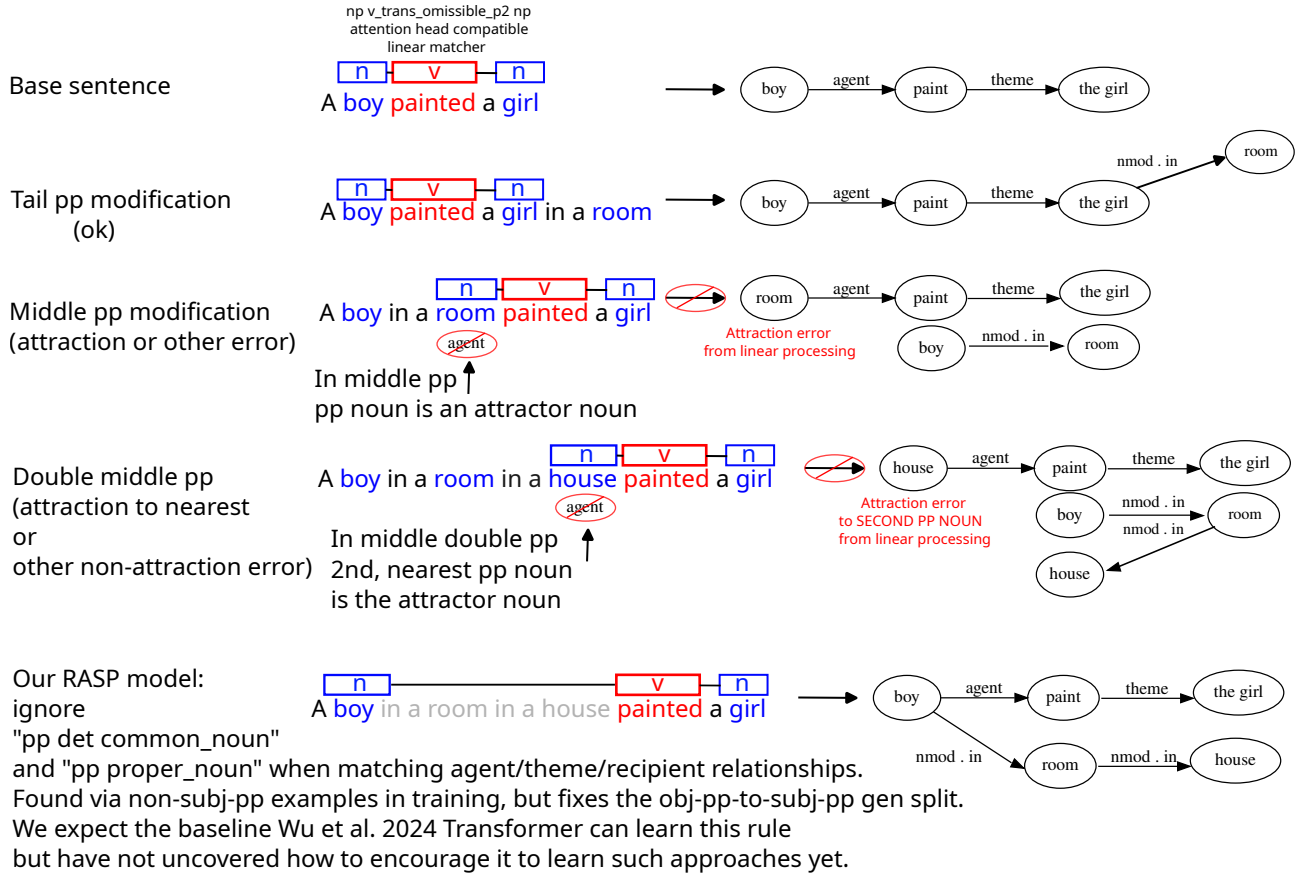 np v_trans_omissible_p2 np
attention head compatible
linear matcher
Base sentence
n v n
A boy painted a girl
boy agent paint theme the girl
Tail pp modification
(ok)
n v n
A boy painted a girl in a room
boy agent paint theme the girl nmod . in room
Middle pp modification
(attraction or other error)
n v n
A boy in a room painted a girl
agent
In middle pp
pp noun is an attractor noun
room agent paint theme the girl
Attraction error
from linear processing
boy nmod . in room
Double middle pp
(attraction to nearest
or
other non-attraction error)
n v n
A boy in a room in a house painted a girl
agent
In middle double pp
2nd, nearest pp noun
is the attractor noun
house agent paint theme the girl
Attraction error
to SECOND PP NOUN
from linear processing
boy nmod . in room
nmod . in
house
Our RASP model:
ignore
"pp det common_noun"
and "pp proper_noun" when matching agent/theme/recipient relationships.
Found via non-subj-pp examples in training, but fixes the obj-pp-to-subj-pp gen split.
We expect the baseline Wu et al. 2024 Transformer can learn this rule
but have not uncovered how to encourage it to learn such approaches yet.
n v n
A boy in a room in a house painted a girl
boy agent paint theme the girl
nmod . in room nmod . in house